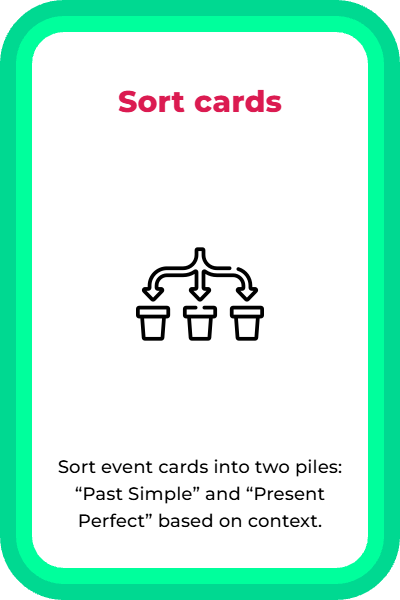 Sort cards
Sort event cards into two piles:
“Past Simple” and “Present
Perfect” based on context.